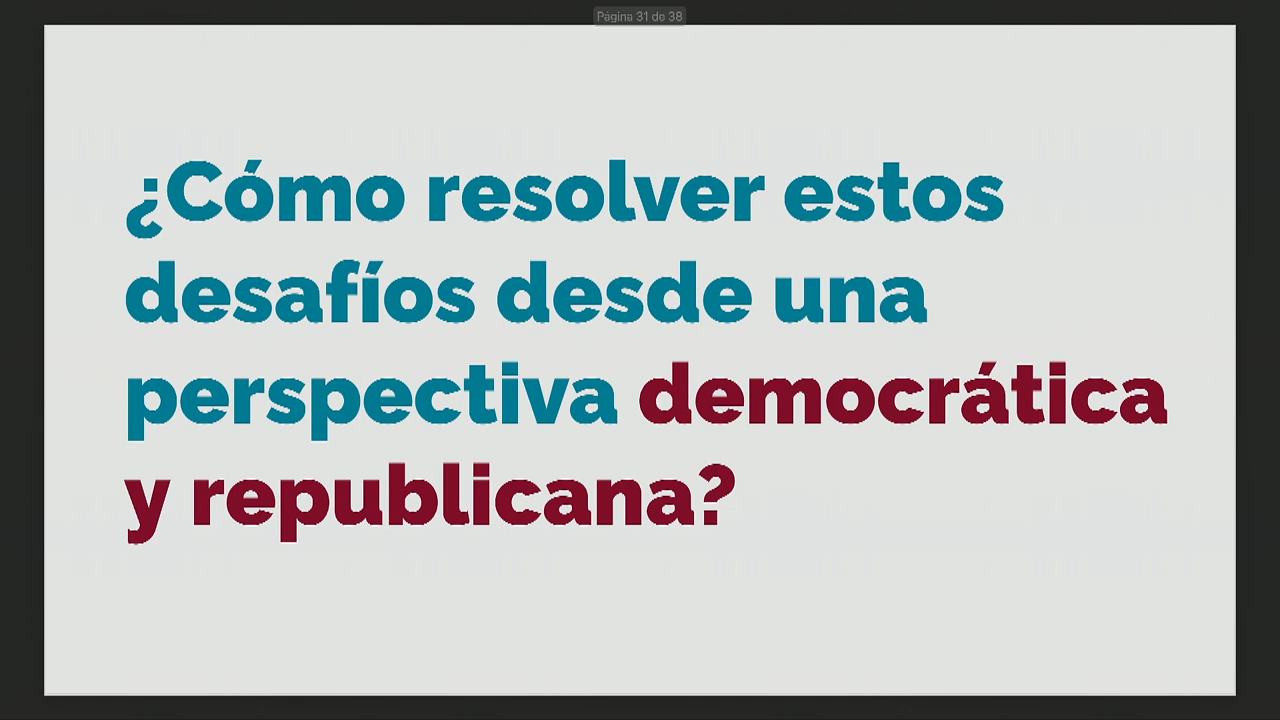 Página 31 de 38
¿Cómo resolver estos
desafíos desde una
perspectiva democrática
y republicana?